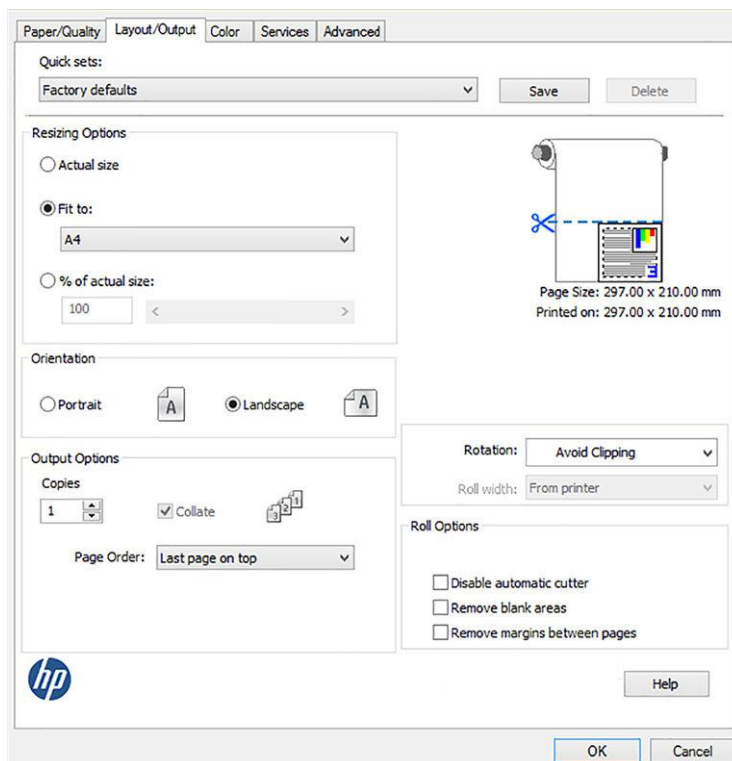 Paper/Quality Layout/Output Color Services Advanced
Quick sets:
Factory defaults
Save
Delete
Resizing Options
Actual size
Fit to:
A4
% of actual size:
100
Page Size: 297.00 x 210.00 mm
Printed on: 297.00 x 210.00 mm
Orientation
Portrait
A
Landscape
A
Output Options
Copies
1
Collate
3 2 1
Page Order: Last page on top
Rotation: Avoid Clipping
Roll width: From printer
Roll Options
Disable automatic cutter
Remove blank areas
Remove margins between pages
hp
Help
OK
Cancel